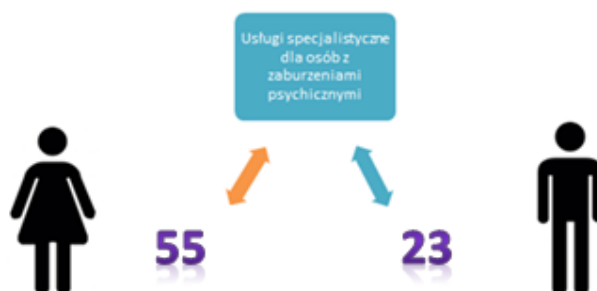 Usługi specjalistyczne
dla osób z
zaburzeniami
psychicznymi
55 23